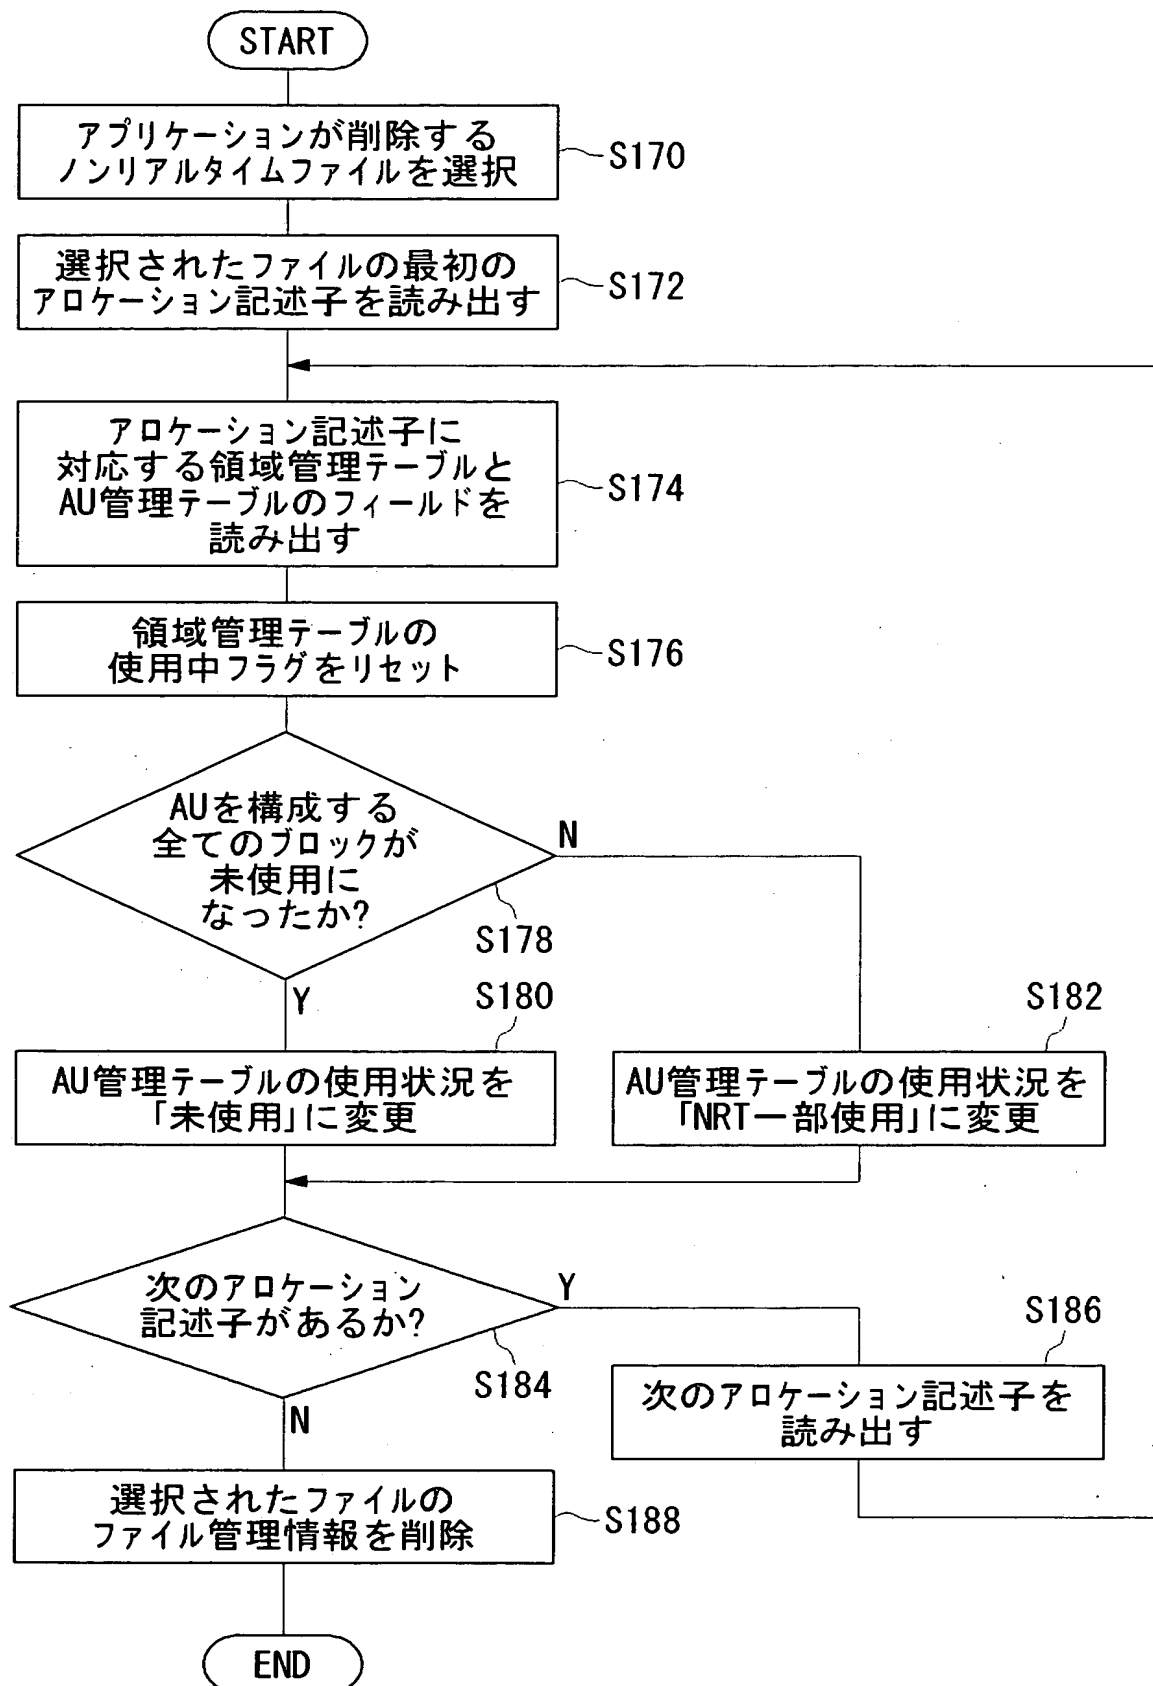 START
アプリケーションが削除する
ノンリアルタイムファイルを選択
S170
選択されたファイルの最初の
アロケーション記述子を読み出す
S172
アロケーション記述子に
対応する領域管理テーブルと
AU管理テーブルのフィールドを
読み出す
S174
領域管理テーブルの
使用中フラグをリセット
S176
AUを構成する
全てのブロックが
未使用に
なったか?
N
S178
Y
S180
S182
AU管理テーブルの使用状況を
「未使用」に変更
AU管理テーブルの使用状況を
「NRT一部使用」に変更
次のアロケーション
記述子があるか?
Y
S184
N
S186
次のアロケーション記述子を
読み出す
選択されたファイルの
ファイル管理情報を削除
S188
END